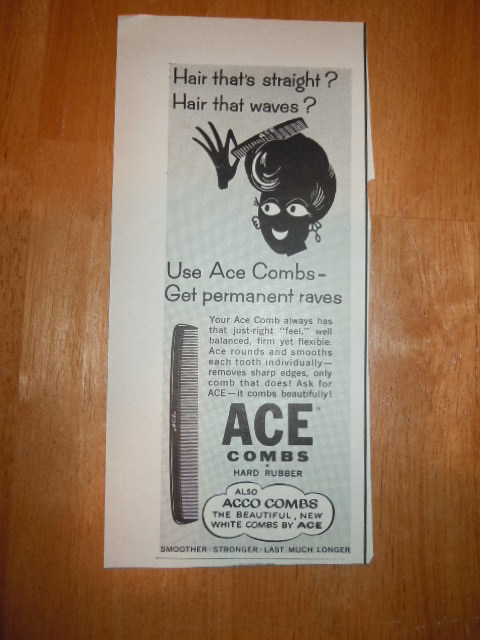 Hair that's straight?
Hair that waves?
Use Ace Combs-
Get permanent raves
Your Ace Comb always has
that just-right "feel," well
balanced, firm yet flexible.
Ace rounds and smooths
each tooth individually—
removes sharp edges, only
comb that does! Ask for
ACE—it combs beautifully!
ACE
COMBS
HARD RUBBER
ALSO
ACCO COMBS
THE BEAUTIFUL, NEW
WHITE COMBS BY ACE
SMOOTHER · STRONGER · LAST MUCH LONGER